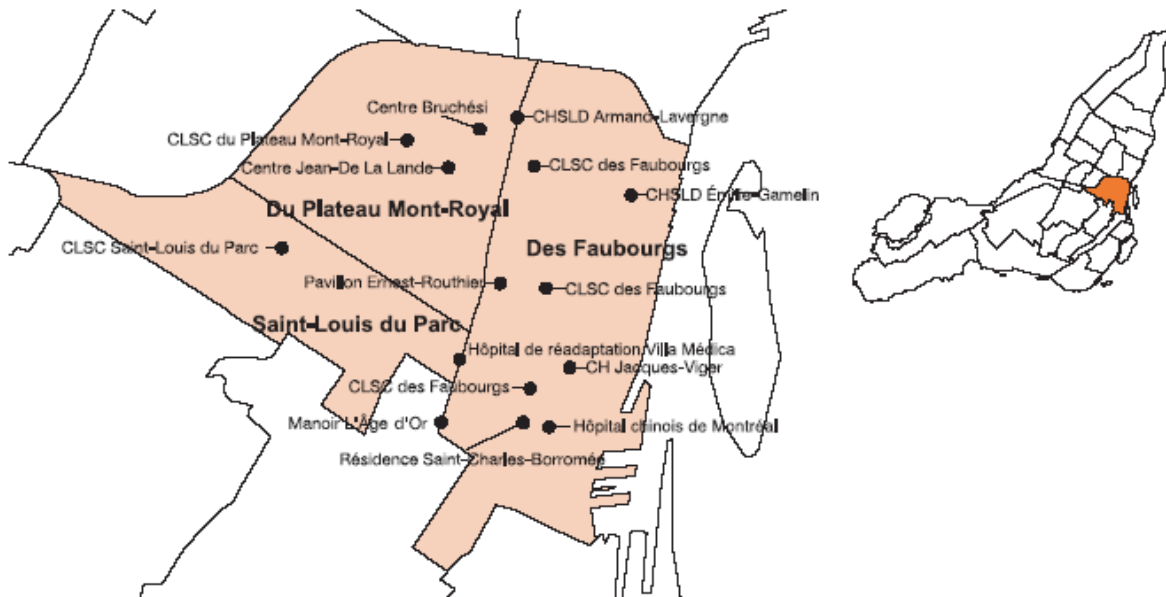 Centre Bruchési
CHSLD Armand-Lavergne
CLSC du Plateau Mont-Royal
Centre Jean-De La Lande
CLSC des Faubourgs
CHSLD Émilie-Gamelin
Du Plateau Mont-Royal
CLSC Saint-Louis du Parc
Des Faubourgs
Pavillon Ernest-Routhier
CLSC des Faubourgs
Saint-Louis du Parc
Hôpital de réadaptation Villa Médica
CH Jacques-Viger
CLSC des Faubourgs
Manoir L'Âge d'Or
Hôpital chinois de Montréal
Résidence Saint-Charles-Borromée